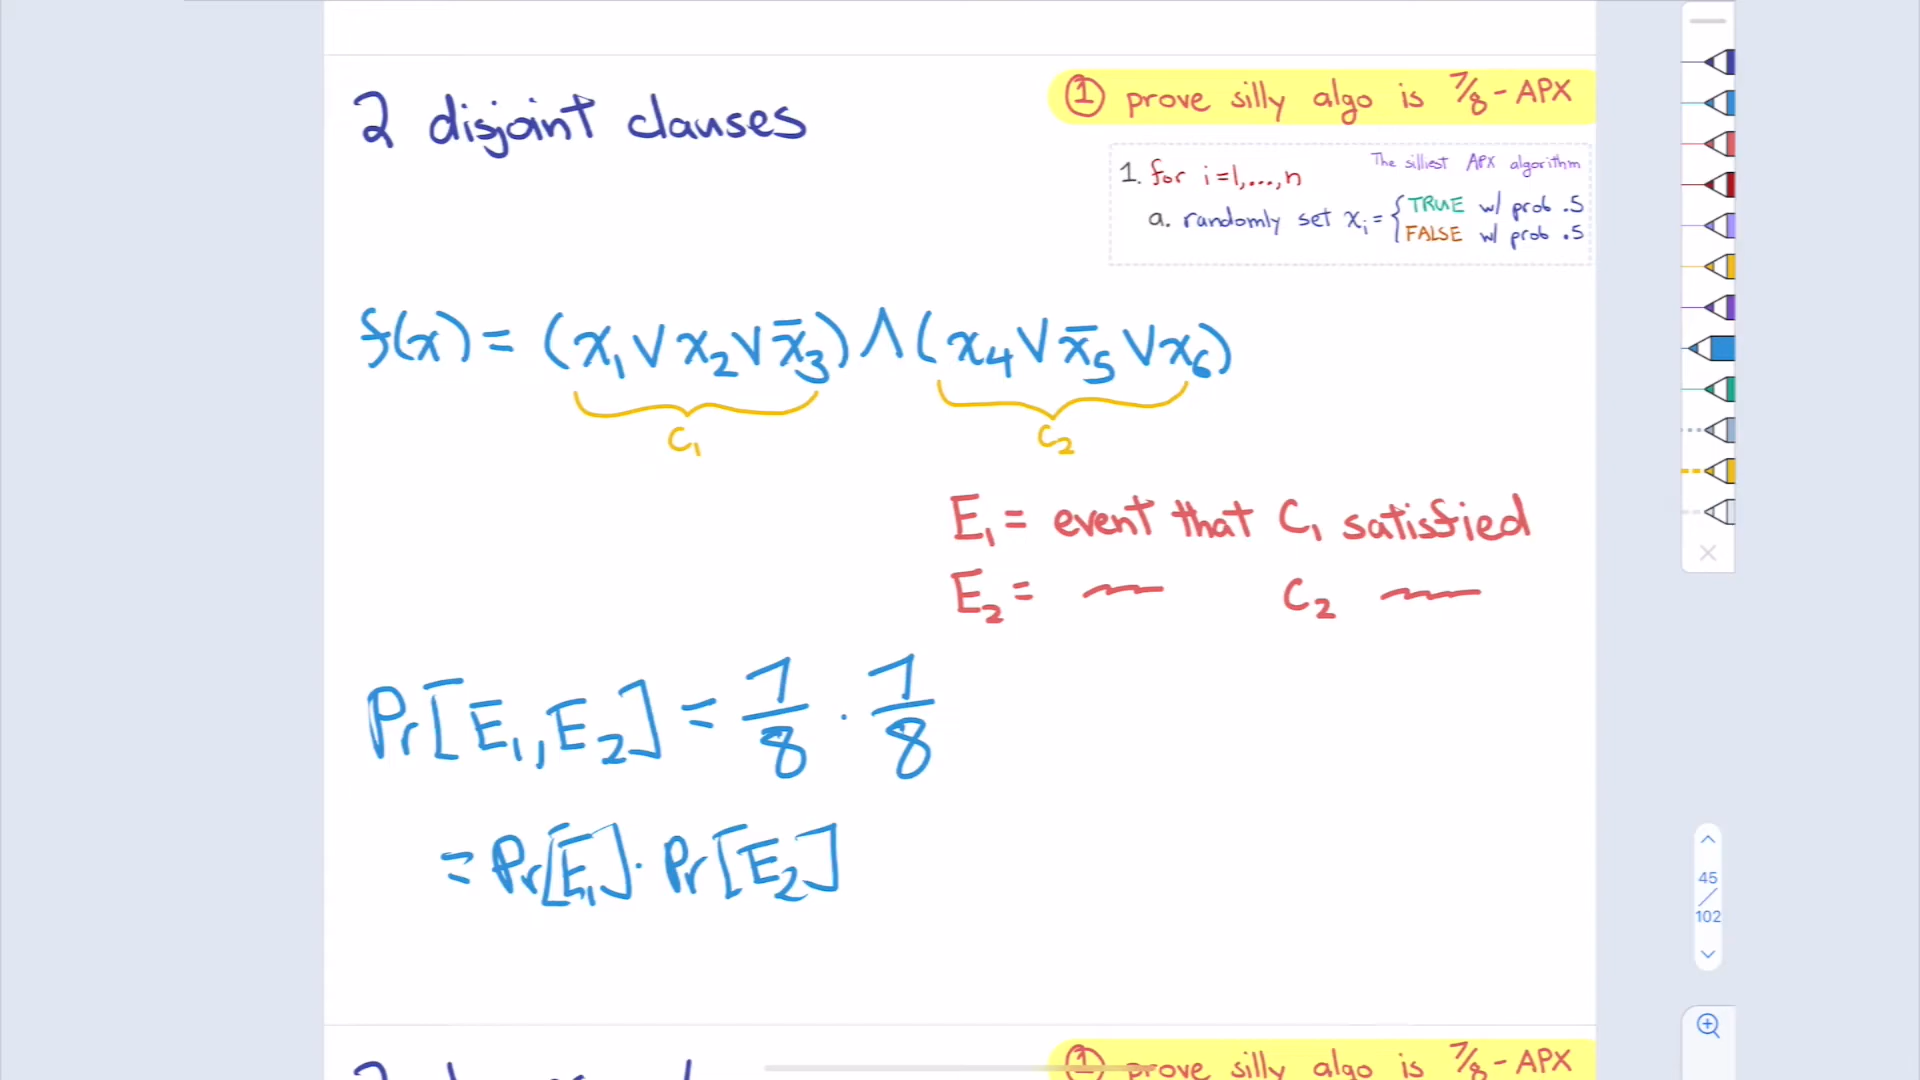 2 disjoint clauses
① prove silly algo is 7/8 - APX
The silliest APX algorithm
1. for i=1,...,n
a. randomly set xᵢ = { TRUE w/ prob .5
FALSE w/ prob .5
f(x) = (x₁ ∨ x₂ ∨ x̄₃) ∧ (x₄ ∨ x̄₅ ∨ x₆)
C₁ C₂
E₁ = event that C₁ satisfied
E₂ = C₂
Pr[E₁, E₂] = 7/8 · 7/8
= Pr[E₁] · Pr[E₂]
45
/
102
① prove silly algo is 7/8 - APX